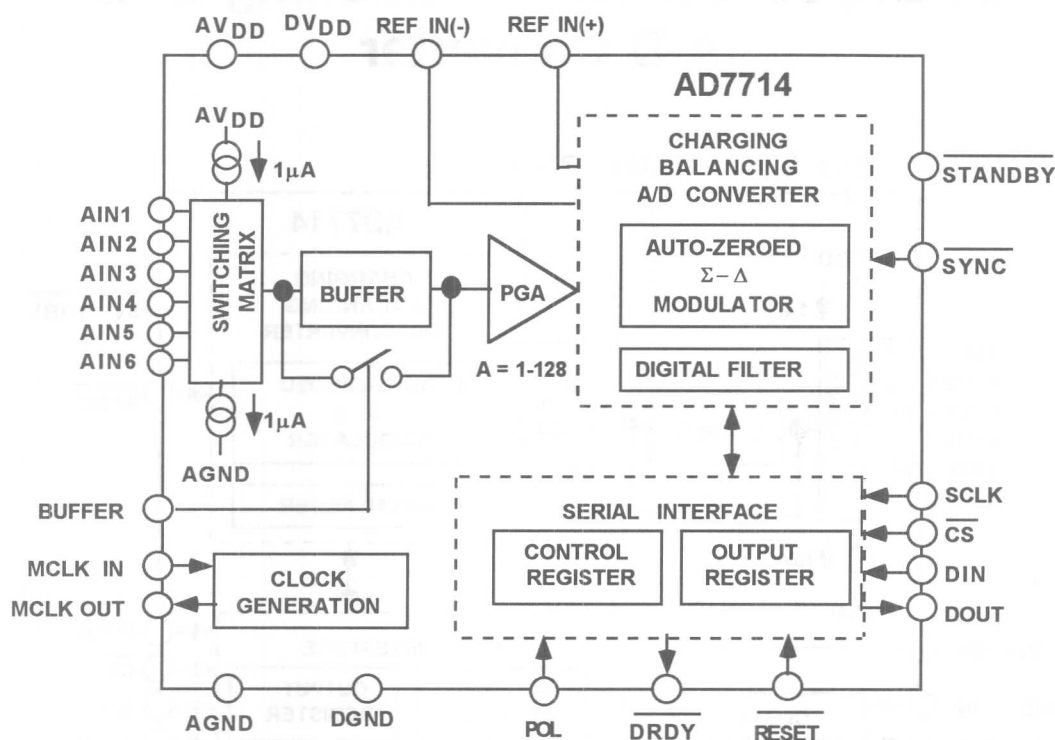 AVDD
DVDD
REF IN(-)
REF IN(+)
AD7714
AVDD
1μA
CHARGING
BALANCING
A/D CONVERTER
STANDBY
AIN1
AIN2
AIN3
AIN4
AIN5
AIN6
SWITCHING
MATRIX
BUFFER
PGA
A = 1-128
AUTO-ZEROED
Σ-Δ
MODULATOR
SYNC
DIGITAL FILTER
1μA
AGND
BUFFER
SERIAL INTERFACE
CONTROL
REGISTER
OUTPUT
REGISTER
SCLK
CS
DIN
DOUT
MCLK IN
MCLK OUT
CLOCK
GENERATION
AGND
DGND
POL
DRDY
RESET